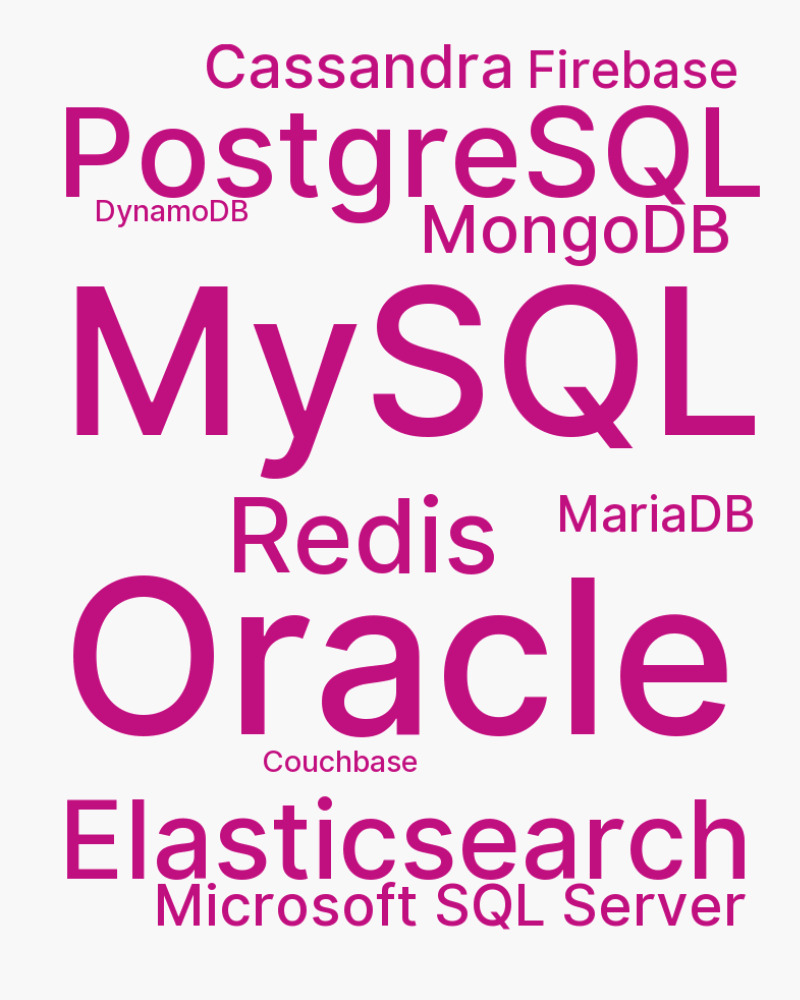 Cassandra Firebase
PostgreSQL
DynamoDB
MongoDB
MySQL
Redis
MariaDB
Oracle
Couchbase
Elasticsearch
Microsoft SQL Server